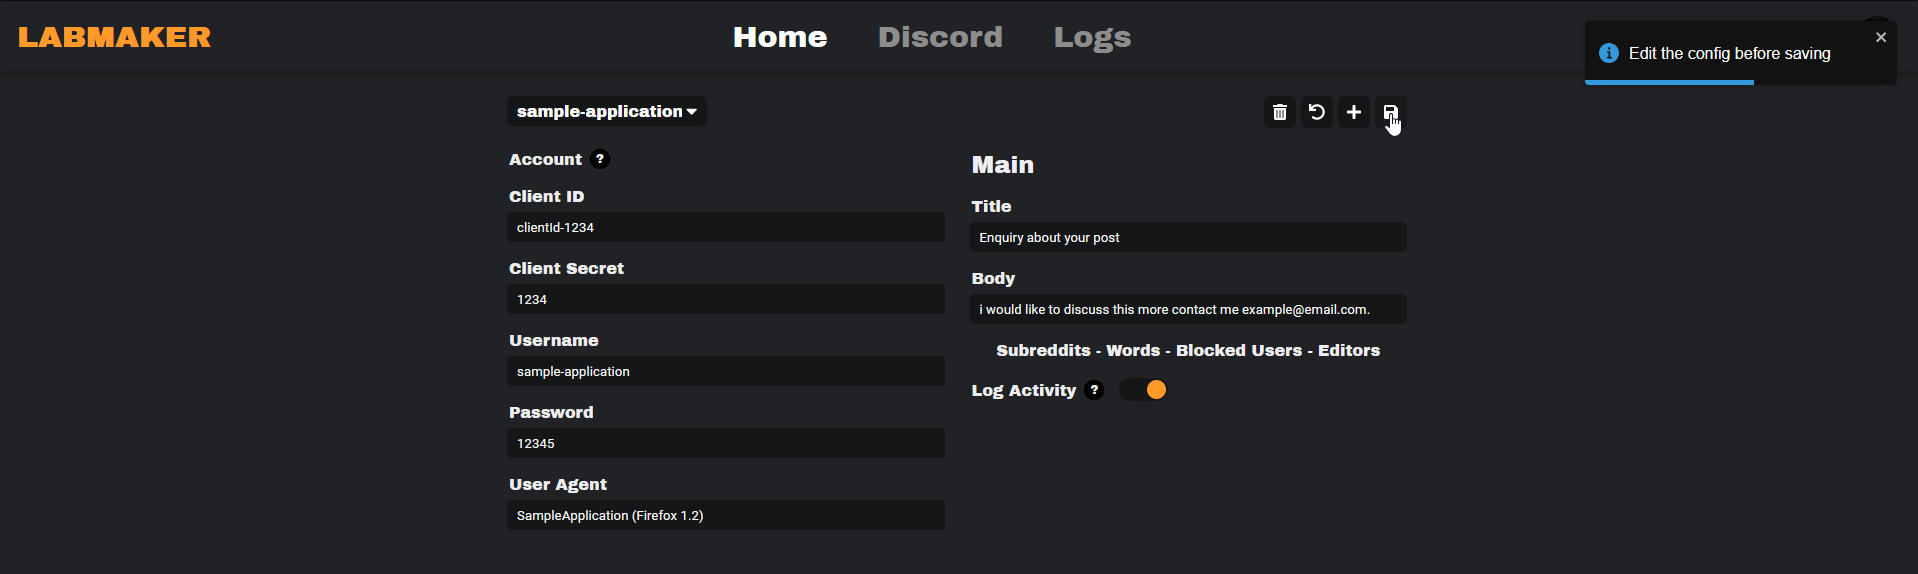 LABMAKER
Home Discord Logs
Edit the config before saving
sample-application
Account ?
Client ID
clientId-1234
Client Secret
1234
Username
sample-application
Password
12345
User Agent
SampleApplication (Firefox 1.2)
Main
Title
Enquiry about your post
Body
i would like to discuss this more contact me example@email.com.
Subreddits - Words - Blocked Users - Editors
Log Activity ?